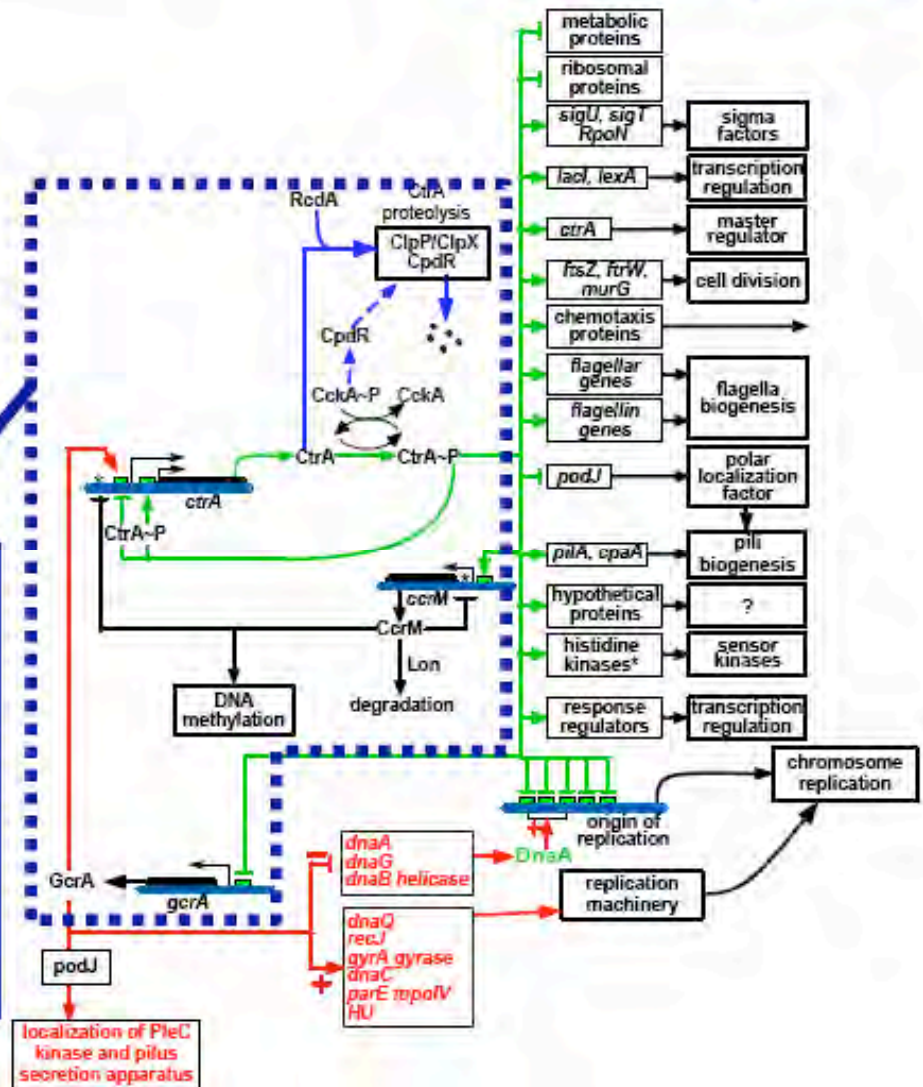 metabolic
proteins
ribosomal
proteins
sigU, sigT
RpoN
sigma
factors
lacI, lexA
transcription
regulation
ctrA
master
regulator
ftsZ, ftrW,
murG
cell division
chemotaxis
proteins
flagellar
genes
flagellin
genes
flagella
biogenesis
podJ
polar
localization
factor
pilA, cpaA
pili
biogenesis
hypothetical
proteins
?
histidine
kinases*
sensor
kinases
response
regulators
transcription
regulation
RcdA
CtrA
proteolysis
ClpP/ClpX
CpdR
CpdR
CckA~P
CckA
CtrA
CtrA~P
*
ctrA
CtrA~P
*
ccrM
CcrM
Lon
degradation
DNA
methylation
chromosome
replication
origin of
replication
DnaA
dnaA
dnaG
dnaB helicase
GcrA
gcrA
replication
machinery
dnaQ
recJ
gyrA gyrase
dnaC
parE topoIV
HU
+
podJ
localization of PleC
kinase and pilus
secretion apparatus